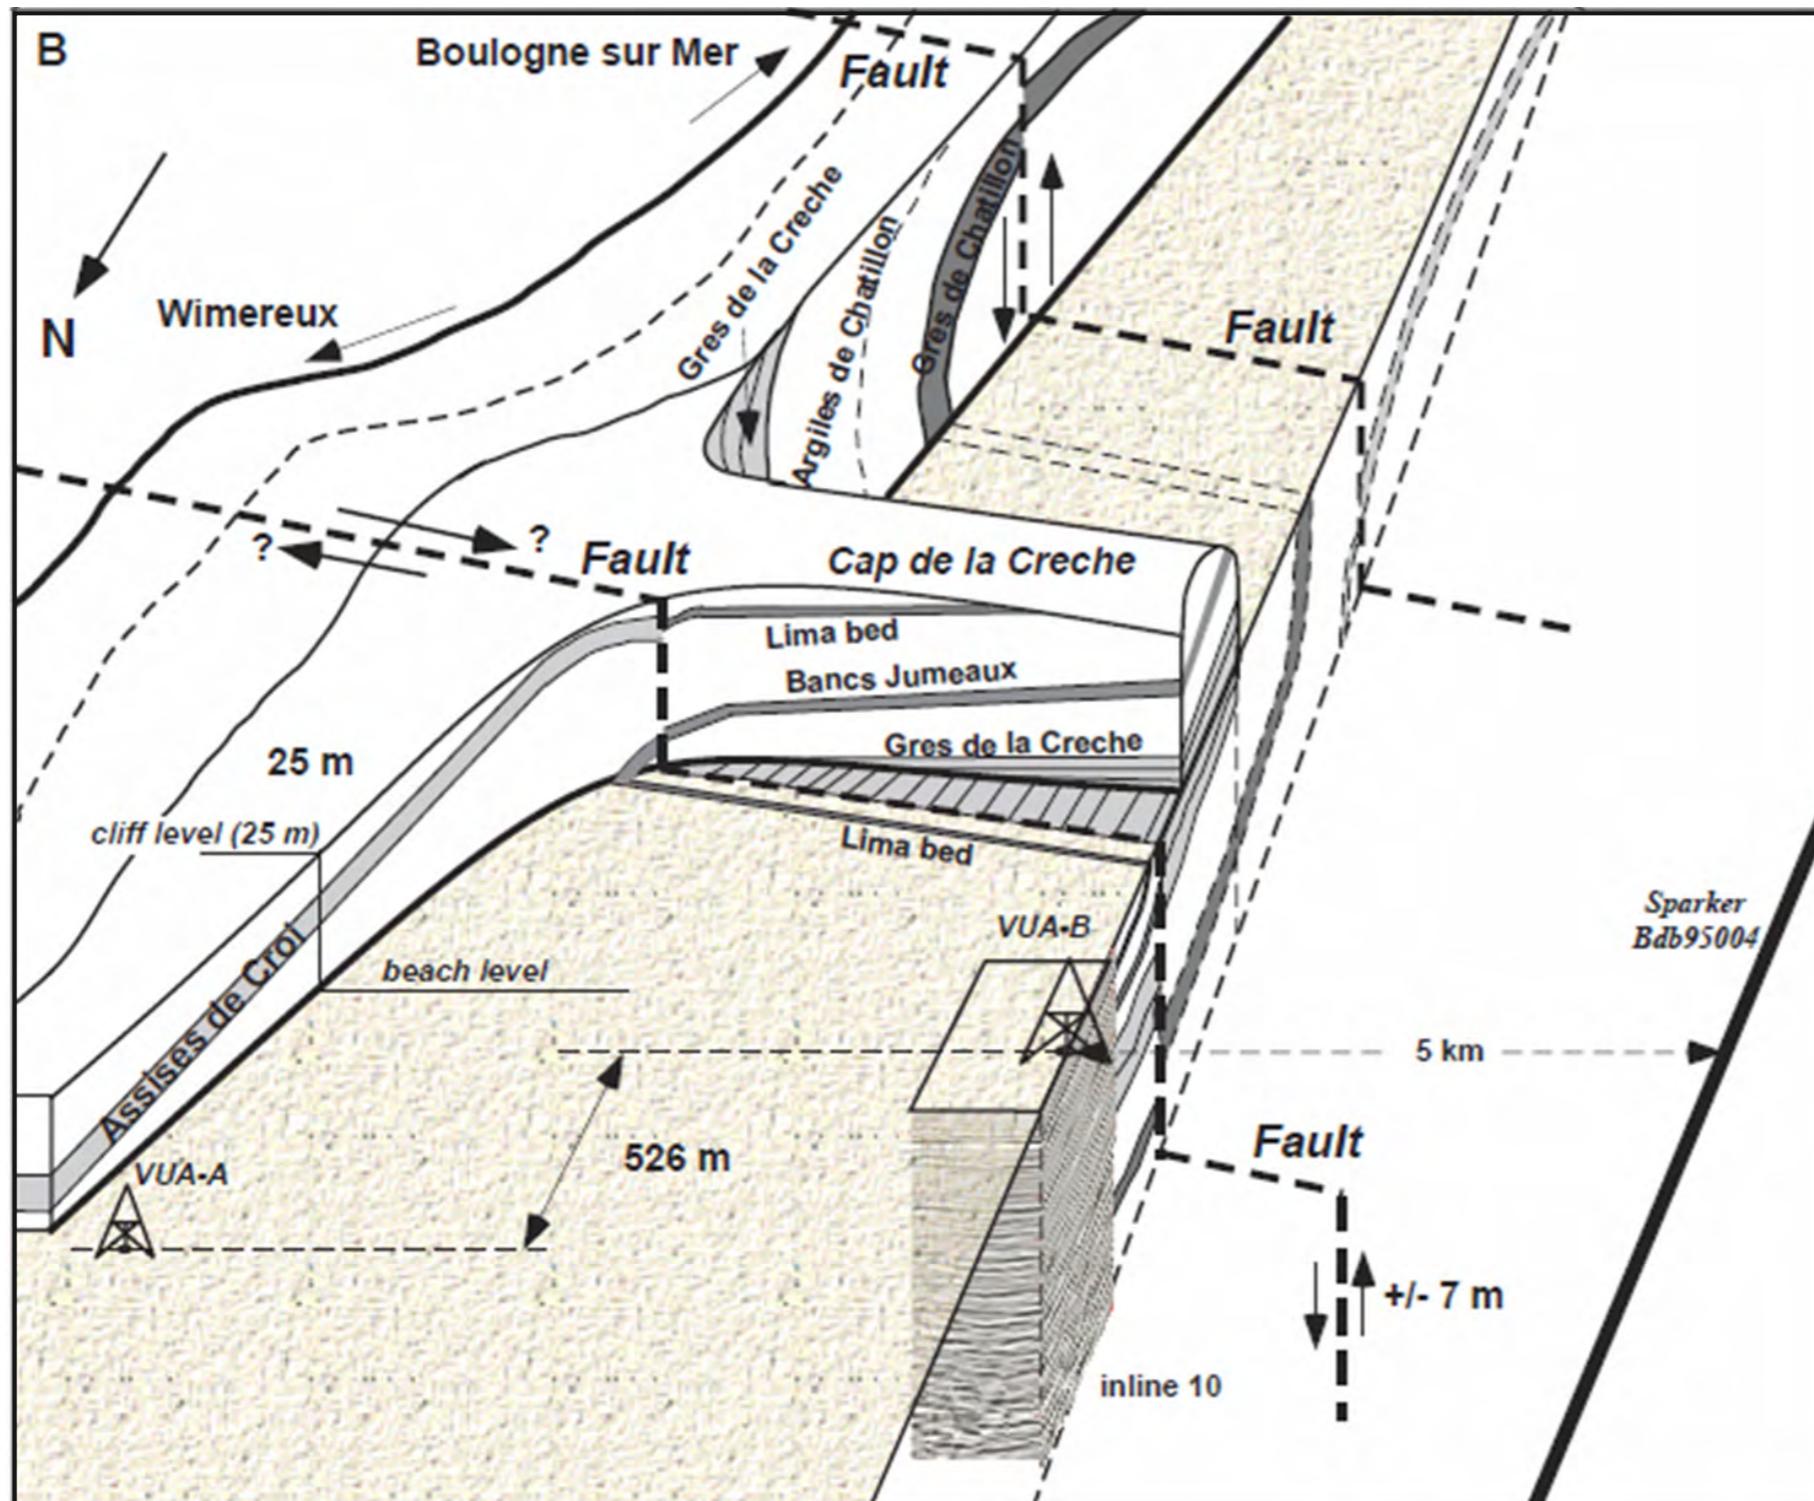 B
Boulogne sur Mer
Fault
Gres de la Creche
Argiles de Chatillon
Gres de Chatillon
N
Wimereux
Fault
?
?
Fault
Cap de la Creche
Lima bed
Bancs Jumeaux
Gres de la Creche
25 m
cliff level (25 m)
Lima bed
VUA-B
Sparker
Bdb95004
beach level
Assises de Croi
5 km
526 m
Fault
VUA-A
+/- 7 m
inline 10